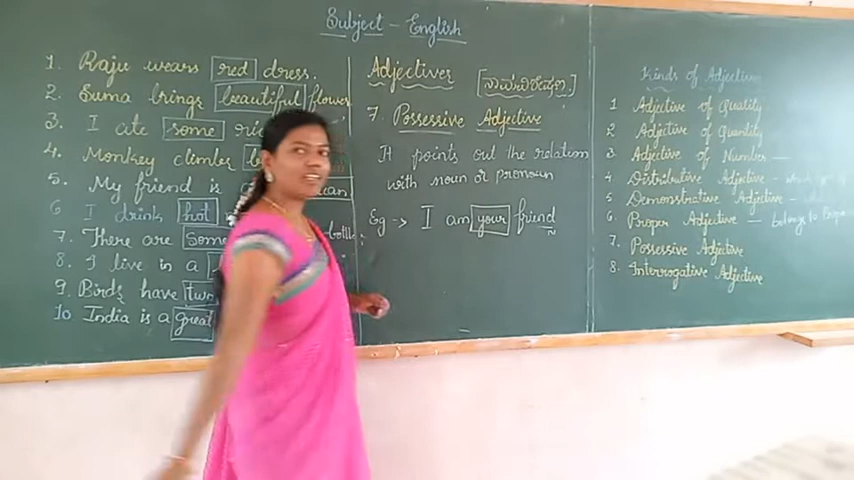 Subject - English
1. Raju wears red dress.
2. Suma brings beautiful flower
3. I ate some
4. Monkey climbes
5. My friend is
6 I drink hot
7. There are some bottle.
8. I live in a
9. Birds have two
10 India is a great
Adjectives
7. Possessive Adjective
It points out the relation
with noun or pronoun
Eg → I am your friend
Kinds of Adjectives
1 Adjective of Quality
2 Adjective of Quantity
3. Adjective of Number
4. Distributive Adjective -
5. Demonstrative Adjective -
6. Proper Adjective - belongs to
7. Possessive Adjective
8. Interrogative Adjective